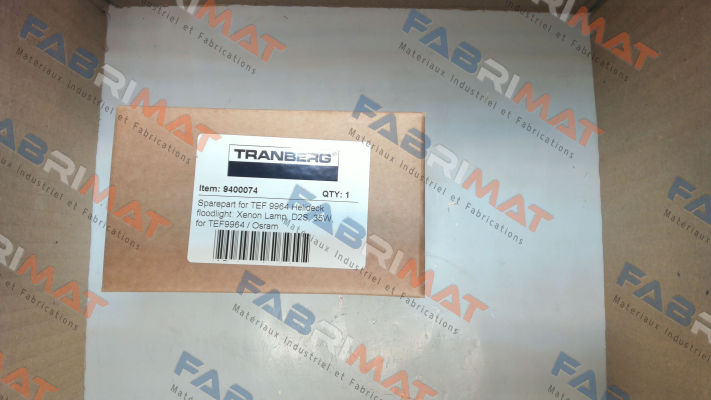 TRANBERG®
Item: 9400074 QTY: 1
Sparepart for TEF 9964 Helideck
floodlight: Xenon Lamp, D2S, 35W,
for TEF9964 / Osram
FABRIMAT
Matériaux Industriel et Fabrications